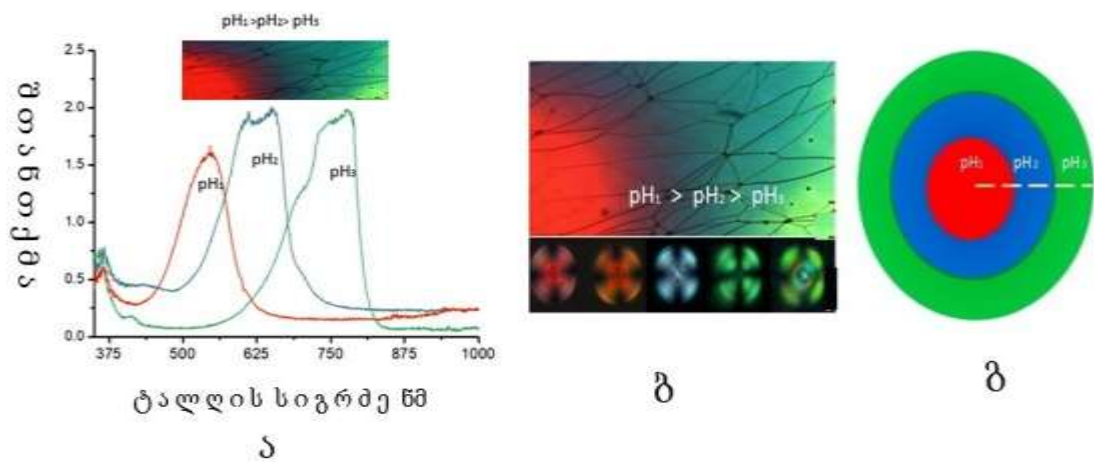 pH₁ >pH₂> pH₃
2.5
2.0
1.5
1.0
0.5
0.0
pH₁
pH₂
pH₃
375 500 625 750 875 1000
შთანთქმა
ტალღის სიგრძე ნმ
ა
pH₁ > pH₂ > pH₃
ბ
pH₁ pH₂ pH₃
გ